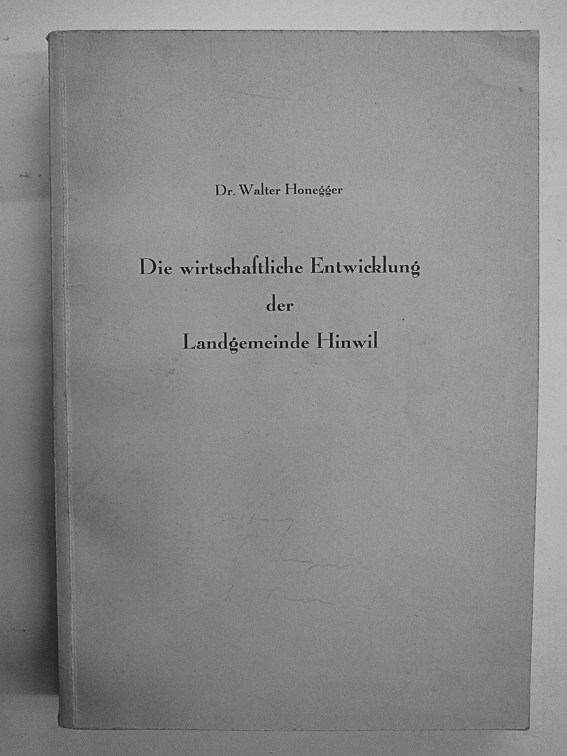 Dr. Walter Honegger
Die wirtschaftliche Entwicklung
der
Landgemeinde Hinwil